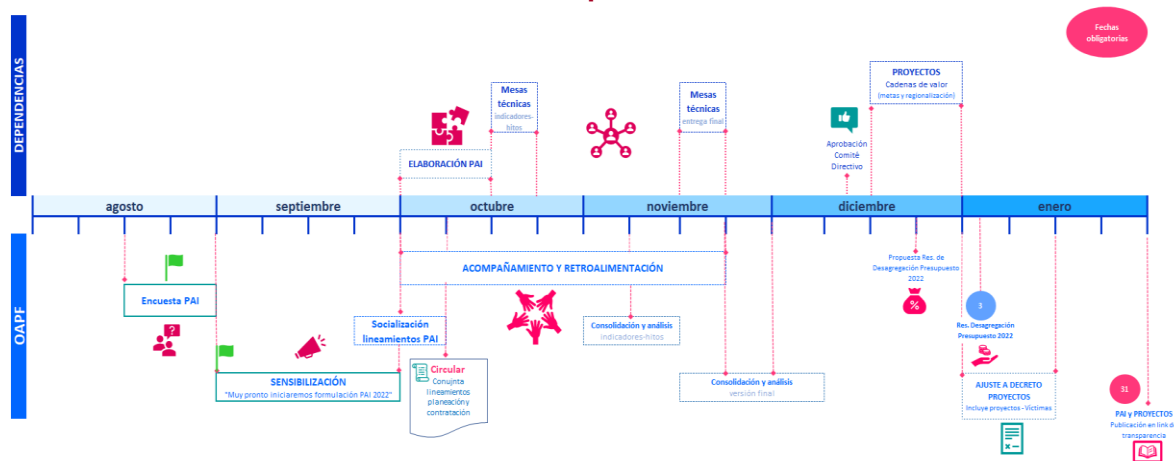 Fechas
obligatorias
DEPENDENCIAS
PROYECTOS
Cadenas de valor
(metas y regionalización)
Mesas
técnicas
indicadores-
hitos
Mesas
técnicas
entrega final
Aprobación
Comité
Directivo
ELABORACIÓN PAI
agosto
septiembre
octubre
noviembre
diciembre
enero
OAPF
ACOMPAÑAMIENTO Y RETROALIMENTACIÓN
Propuesta Res. de
Desagregación Presupuesto
2022
%
Encuesta PAI
?
Socialización
lineamientos PAI
Consolidación y análisis
indicadores-hitos
3
Res. Desagregación
Presupuesto 2022
Circular
Conujnta
lineamientos
planeación y
contratación
SENSIBILIZACIÓN
"Muy pronto iniciaremos formulación PAI 2022"
Consolidación y análisis
versión final
AJUSTE A DECRETO
PROYECTOS
Incluye proyectos - Víctimas
31
PAI y PROYECTOS
Publicación en link de
transparencia